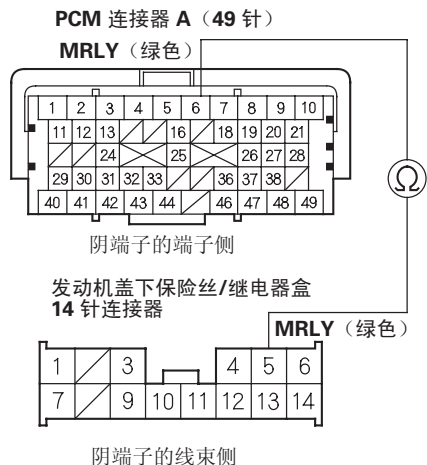 PCM 连接器 A（49 针）
MRLY（绿色）
1 2 3 4 5 6 7 8 9 10
11 12 13 16 18 19 20 21
24 25 26 27 28
29 30 31 32 33 36 37 38
40 41 42 43 44 46 47 48 49
Ω
阴端子的端子侧
发动机盖下保险丝/继电器盒
14 针连接器
MRLY（绿色）
1 3 4 5 6
7 9 10 11 12 13 14
阴端子的线束侧